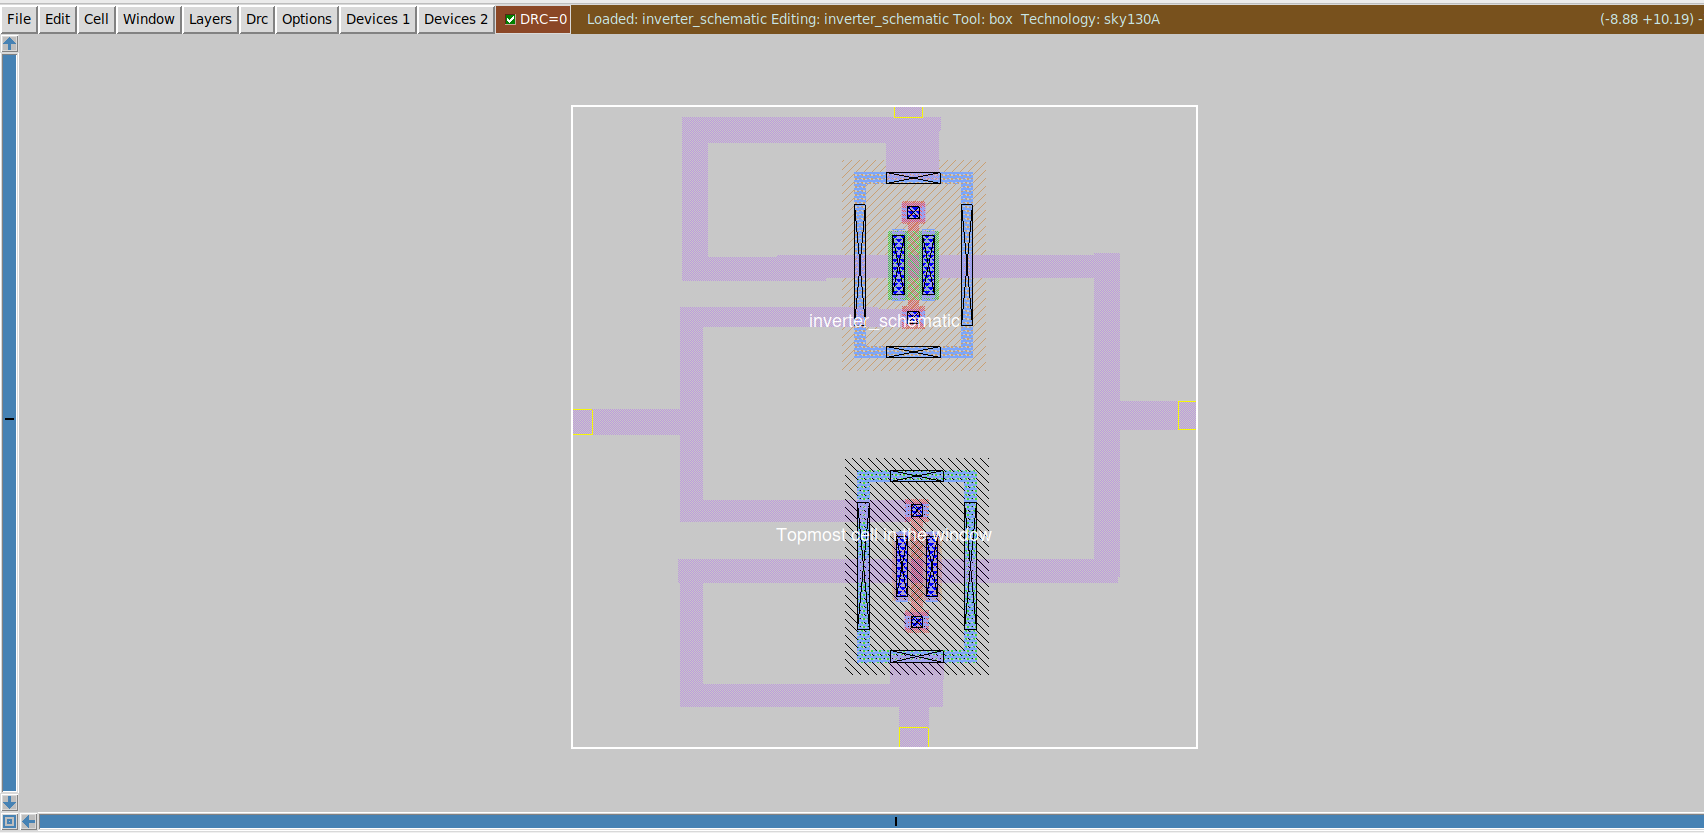 File Edit Cell Window Layers Drc Options Devices 1 Devices 2 DRC=0 Loaded: inverter_schematic Editing: inverter_schematic Tool: box Technology: sky130A (-8.88 +10.19) -
inverter_schematic
Topmost cell in the window